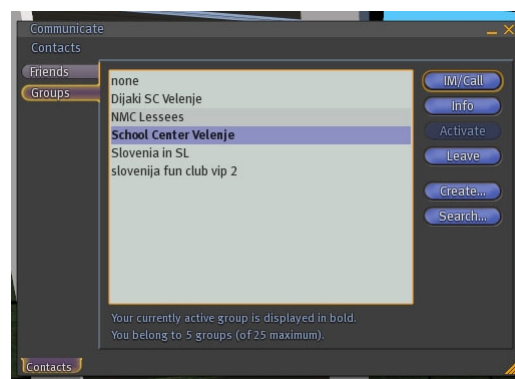 Communicate
Contacts
Friends
Groups
none
Dijaki SC Velenje
NMC Lessees
School Center Velenje
Slovenia in SL
slovenija fun club vip 2
IM/Call
Info
Activate
Leave
Create...
Search...
Your currently active group is displayed in bold.
You belong to 5 groups (of 25 maximum).
Contacts